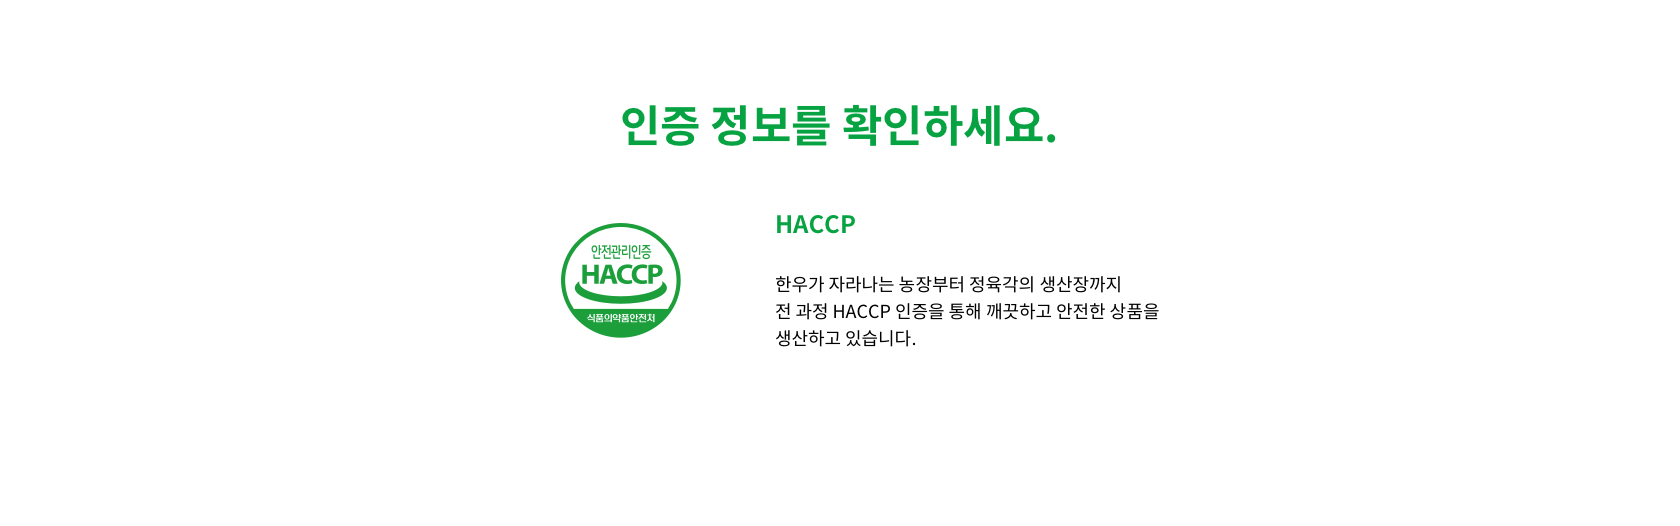 인증 정보를 확인하세요.
안전관리인증
HACCP
식품의약품안전처
HACCP
한우가 자라나는 농장부터 정육각의 생산장까지
전 과정 HACCP 인증을 통해 깨끗하고 안전한 상품을
생산하고 있습니다.